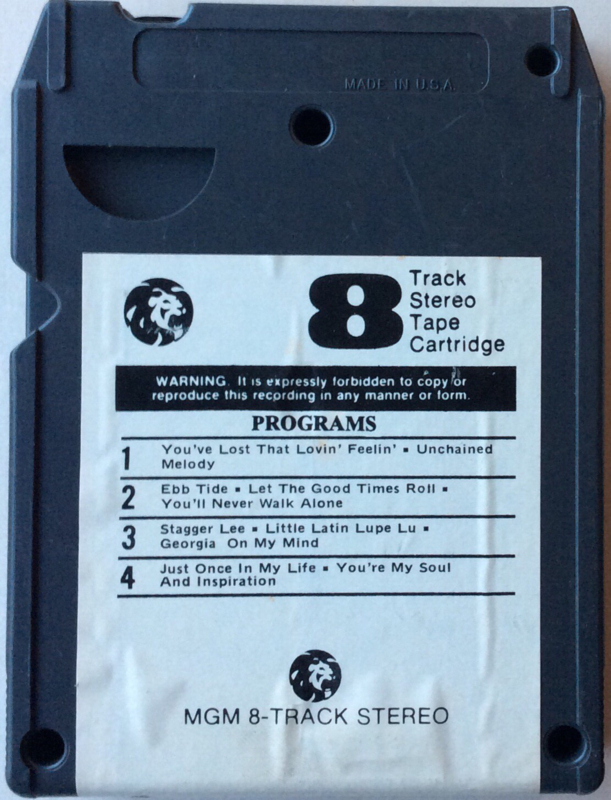 MADE IN U.S.A.
8 Track
Stereo
Tape
Cartridge
WARNING. It is expressly forbidden to copy or
reproduce this recording in any manner or form.
PROGRAMS
1 You've Lost That Lovin' Feelin' ▪ Unchained
Melody
2 Ebb Tide ▪ Let The Good Times Roll ▪
You'll Never Walk Alone
3 Stagger Lee ▪ Little Latin Lupe Lu ▪
Georgia On My Mind
4 Just Once In My Life ▪ You're My Soul
And Inspiration
MGM 8-TRACK STEREO